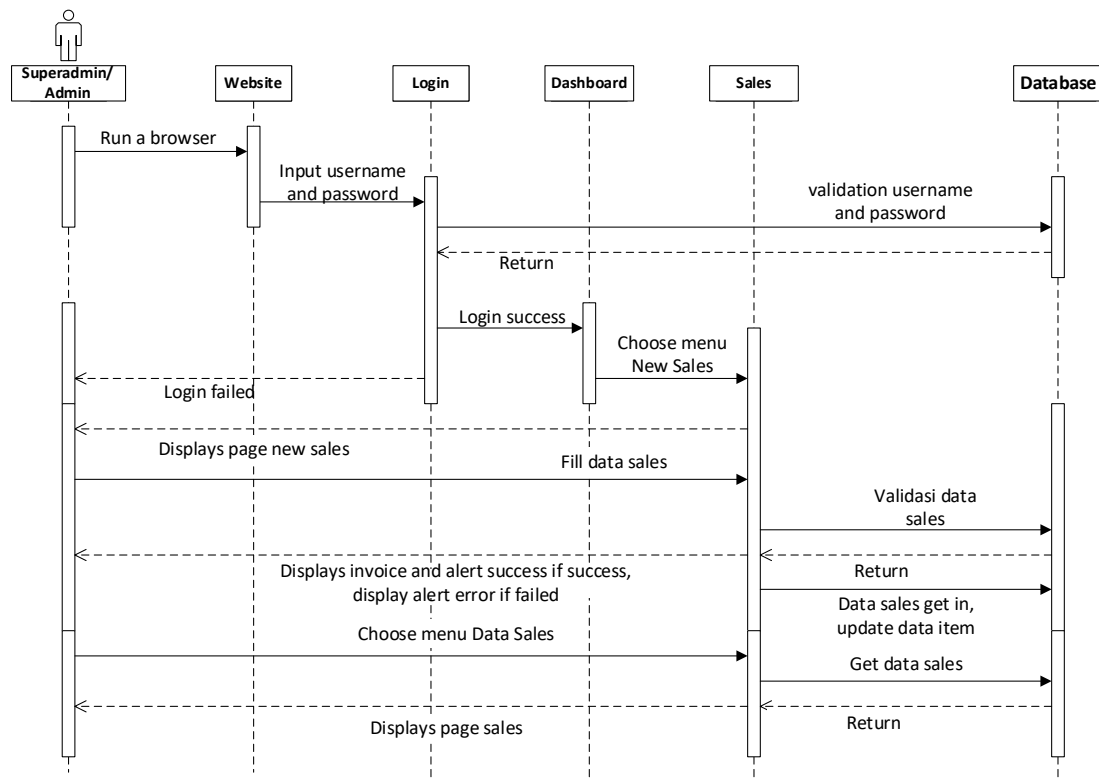 Superadmin/
Admin
Website
Login
Dashboard
Sales
Database
Run a browser
Input username
and password
validation username
and password
Return
Login success
Choose menu
New Sales
Login failed
Displays page new sales
Fill data sales
Validasi data
sales
Displays invoice and alert success if success,
display alert error if failed
Return
Data sales get in,
update data item
Choose menu Data Sales
Get data sales
Displays page sales
Return